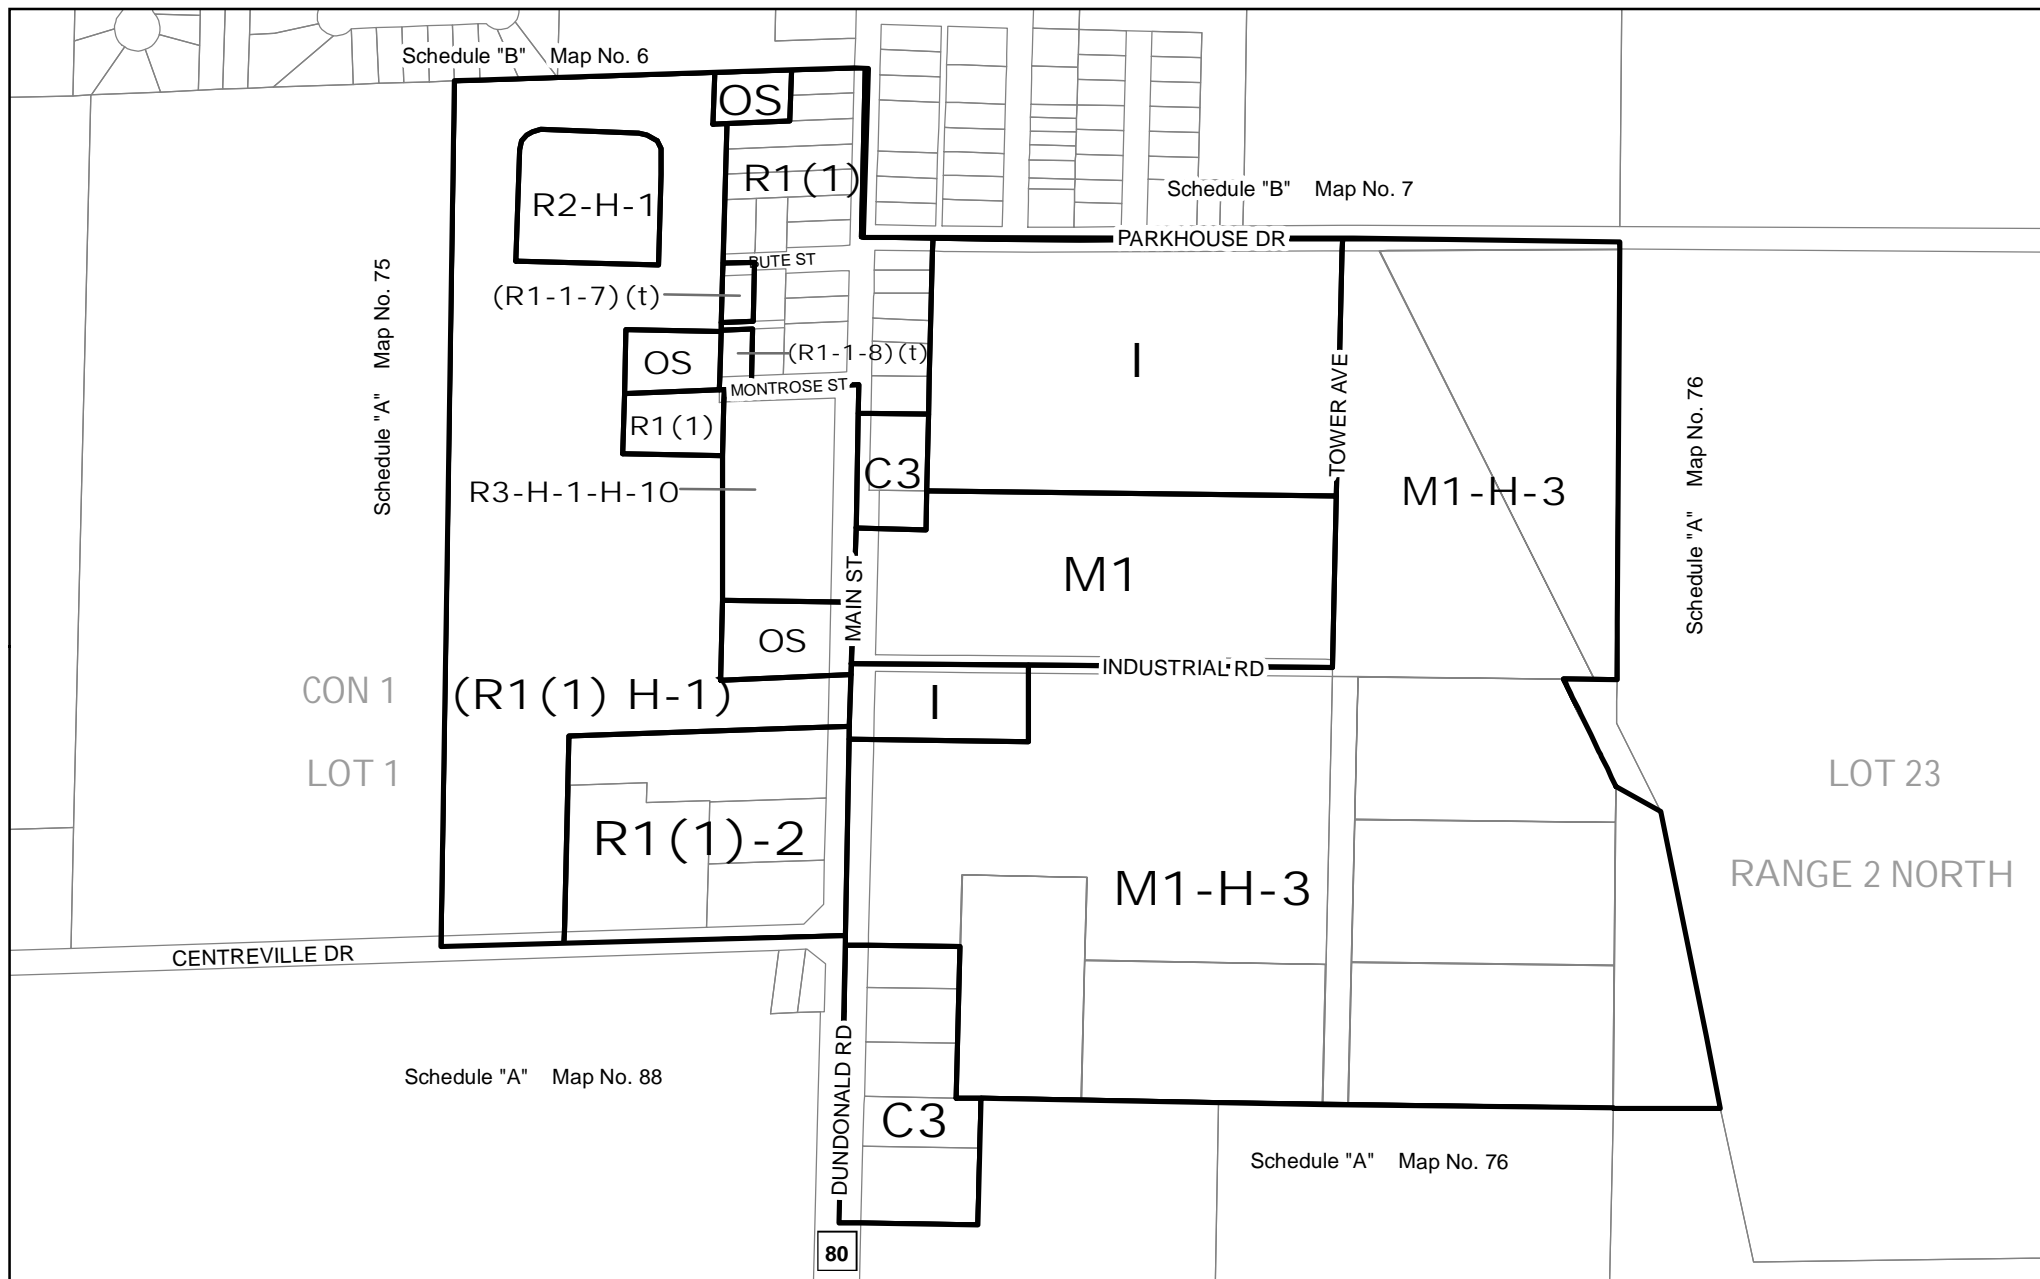 Schedule "B" Map No. 6
OS
R1(1)
R2-H-1
Schedule "B" Map No. 7
PARKHOUSE DR
BUTE ST
Schedule "A" Map No. 75
(R1-1-7)(t)
OS
(R1-1-8)(t)
I
TOWER AVE
MONTROSE ST
R1(1)
C3
R3-H-1-H-10
M1-H-3
Schedule "A" Map No. 76
M1
MAIN ST
OS
INDUSTRIAL RD
CON 1
(R1(1) H-1)
I
LOT 1
LOT 23
R1(1)-2
RANGE 2 NORTH
M1-H-3
CENTREVILLE DR
Schedule "A" Map No. 88
DUNDONALD RD
C3
Schedule "A" Map No. 76
80